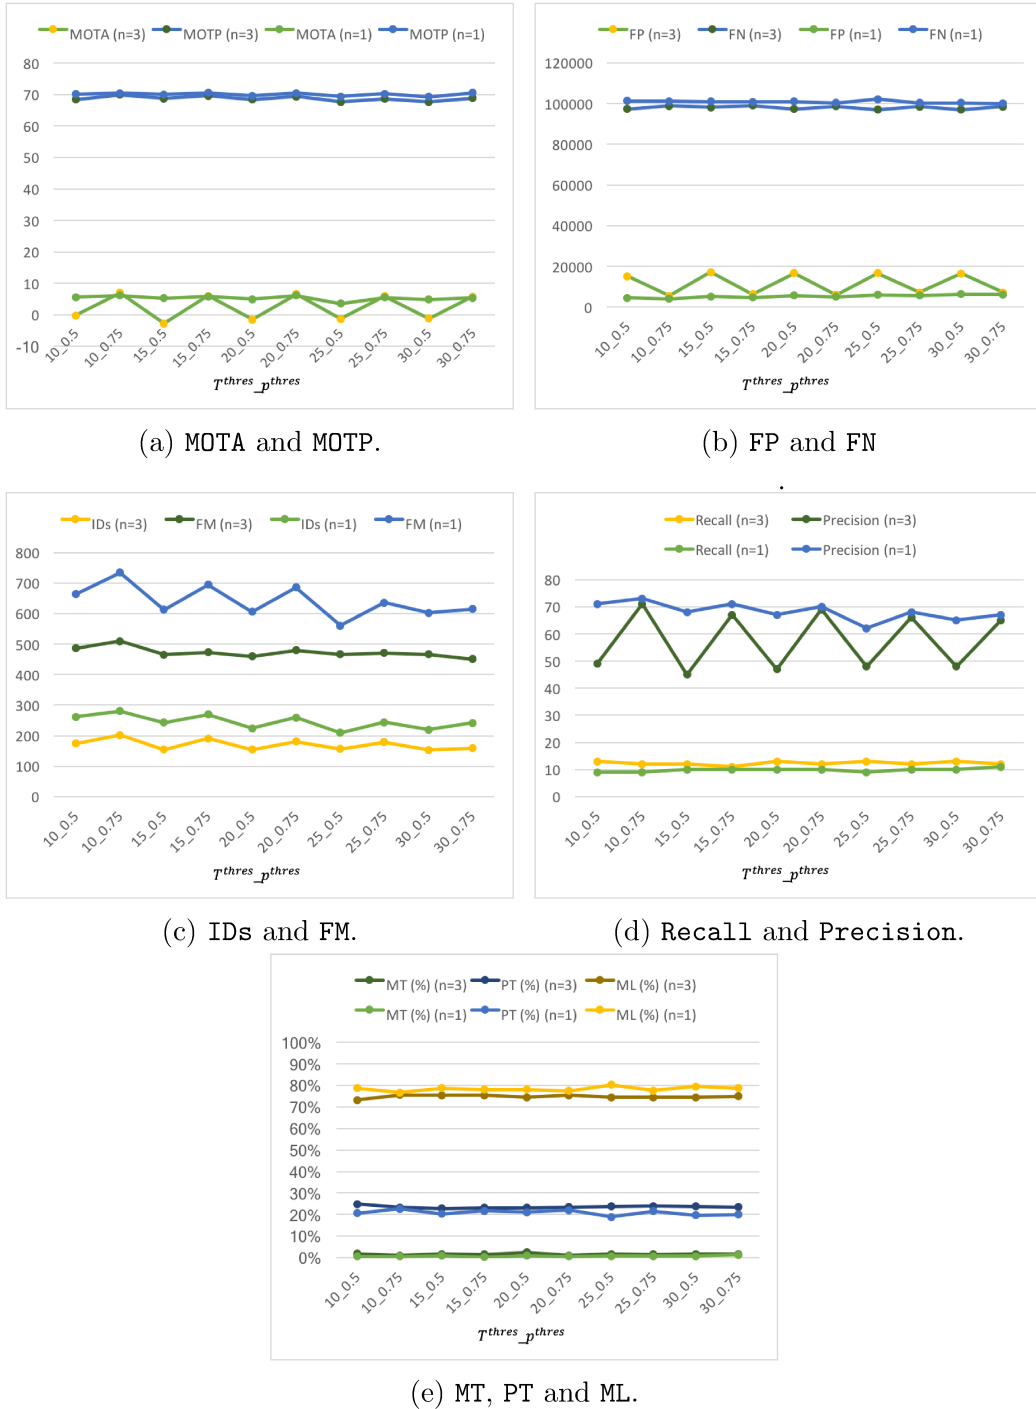 MOTA (n=3) MOTP (n=3) MOTA (n=1) MOTP (n=1)
80
70
60
50
40
30
20
10
0
-10
10_0.5 10_0.75 15_0.5 15_0.75 20_0.5 20_0.75 25_0.5 25_0.75 30_0.5 30_0.75
T^thres_p^thres
(a) MOTA and MOTP.
FP (n=3) FN (n=3) FP (n=1) FN (n=1)
120000
100000
80000
60000
40000
20000
0
10_0.5 10_0.75 15_0.5 15_0.75 20_0.5 20_0.75 25_0.5 25_0.75 30_0.5 30_0.75
T^thres_p^thres
(b) FP and FN
.
IDs (n=3) FM (n=3) IDs (n=1) FM (n=1)
800
700
600
500
400
300
200
100
0
10_0.5 10_0.75 15_0.5 15_0.75 20_0.5 20_0.75 25_0.5 25_0.75 30_0.5 30_0.75
T^thres_p^thres
(c) IDs and FM.
Recall (n=3) Precision (n=3)
Recall (n=1) Precision (n=1)
80
70
60
50
40
30
20
10
0
10_0.5 10_0.75 15_0.5 15_0.75 20_0.5 20_0.75 25_0.5 25_0.75 30_0.5 30_0.75
T^thres_p^thres
(d) Recall and Precision.
MT (%) (n=3) PT (%) (n=3) ML (%) (n=3)
MT (%) (n=1) PT (%) (n=1) ML (%) (n=1)
100%
90%
80%
70%
60%
50%
40%
30%
20%
10%
0%
10_0.5 10_0.75 15_0.5 15_0.75 20_0.5 20_0.75 25_0.5 25_0.75 30_0.5 30_0.75
T^thres_p^thres
(e) MT, PT and ML.